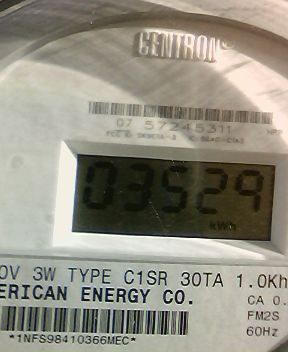 CENTRON®
07 57245311
03529
kWh
0V 3W TYPE C1SR 30TA 1.0Kh
ERICAN ENERGY CO.
CA 0.
FM2S
60Hz
*1NFS98410366MEC*